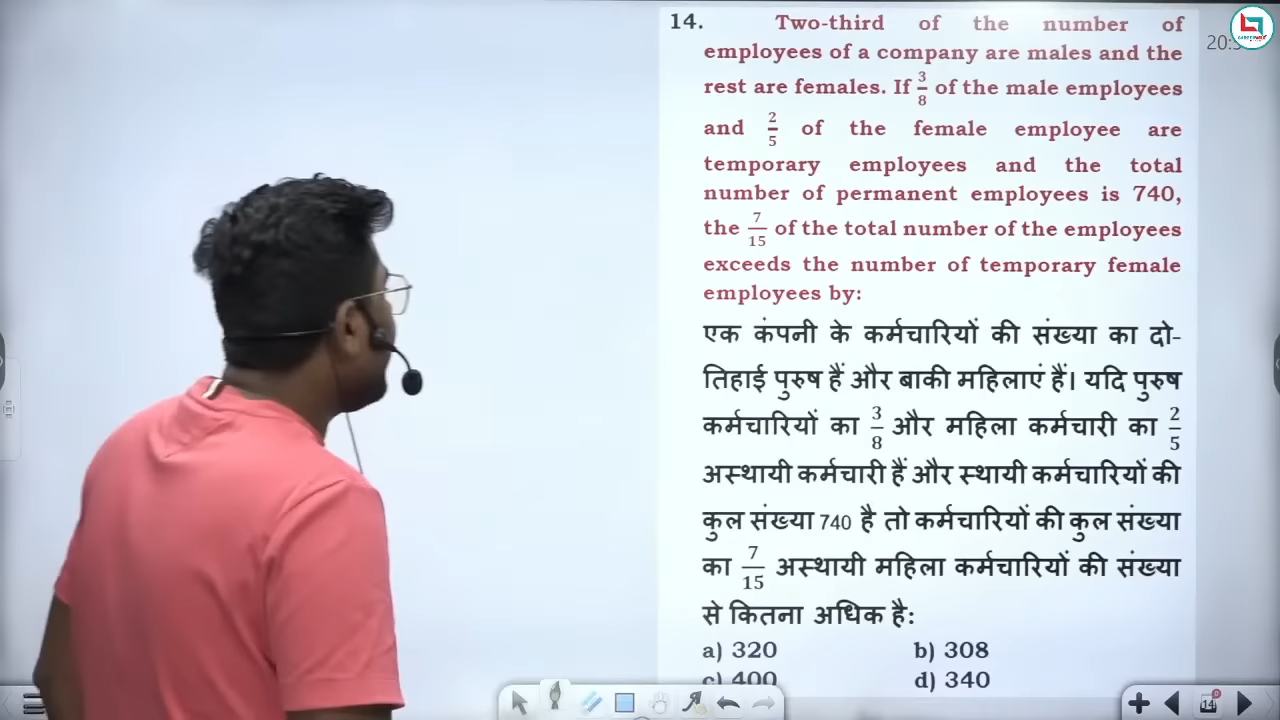 14. Two-third of the number of
employees of a company are males and the
rest are females. If 3/8 of the male employees
and 2/5 of the female employee are
temporary employees and the total
number of permanent employees is 740,
the 7/15 of the total number of the employees
exceeds the number of temporary female
employees by:
एक कंपनी के कर्मचारियों की संख्या का दो-
तिहाई पुरुष हैं और बाकी महिलाएं हैं। यदि पुरुष
कर्मचारियों का 3/8 और महिला कर्मचारी का 2/5
अस्थायी कर्मचारी हैं और स्थायी कर्मचारियों की
कुल संख्या 740 है तो कर्मचारियों की कुल संख्या
का 7/15 अस्थायी महिला कर्मचारियों की संख्या
से कितना अधिक है:
a) 320 b) 308
c) 400 d) 340
14